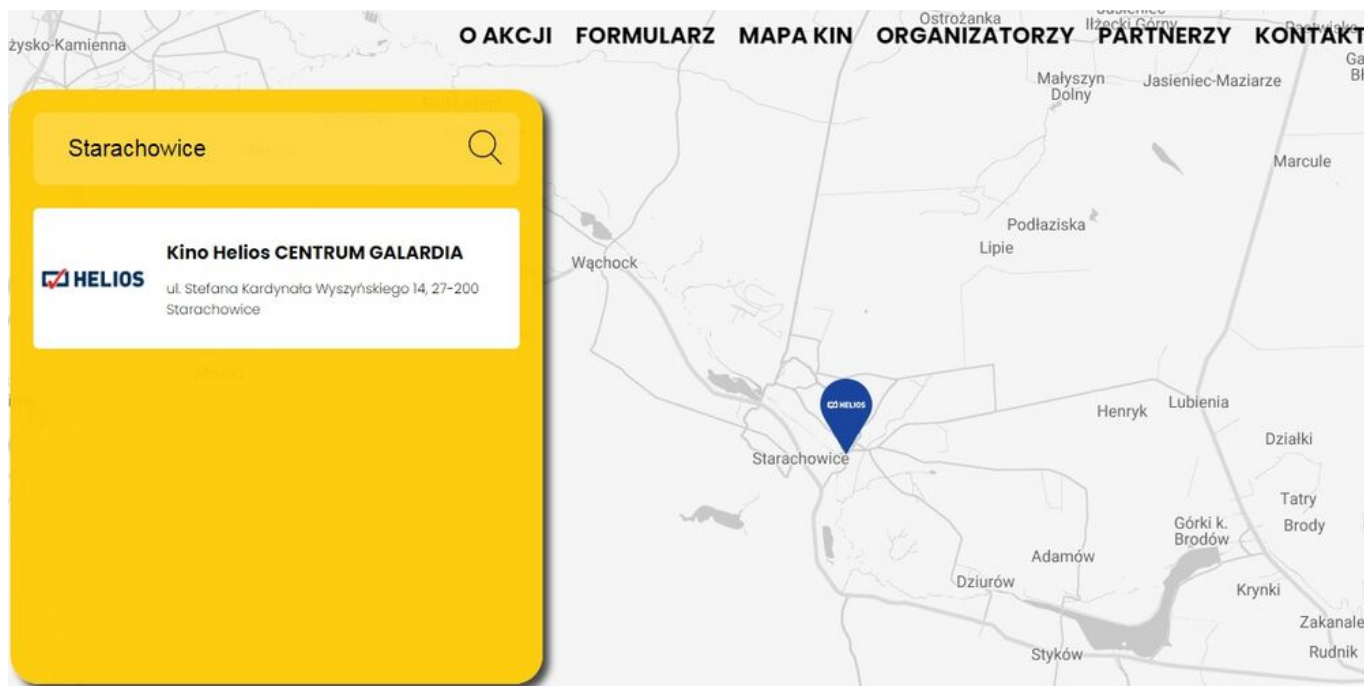 O AKCJI FORMULARZ MAPA KIN ORGANIZATORZY PARTNERZY KONTAKT
Starachowice
HELIOS
Kino Helios CENTRUM GALARDIA
ul. Stefana Kardynała Wyszyńskiego 14, 27-200
Starachowice
żysko-Kamienna
Ostrożanka
Iłżecki Górny
Małyszyn
Dolny
Jasieniec-Maziarze
Marcule
Podłaziska
Lipie
Wąchock
HELIOS
Starachowice
Henryk
Lubienia
Działki
Tatry
Brody
Górki k.
Brodów
Adamów
Dziurów
Krynki
Zakanale
Styków
Rudnik